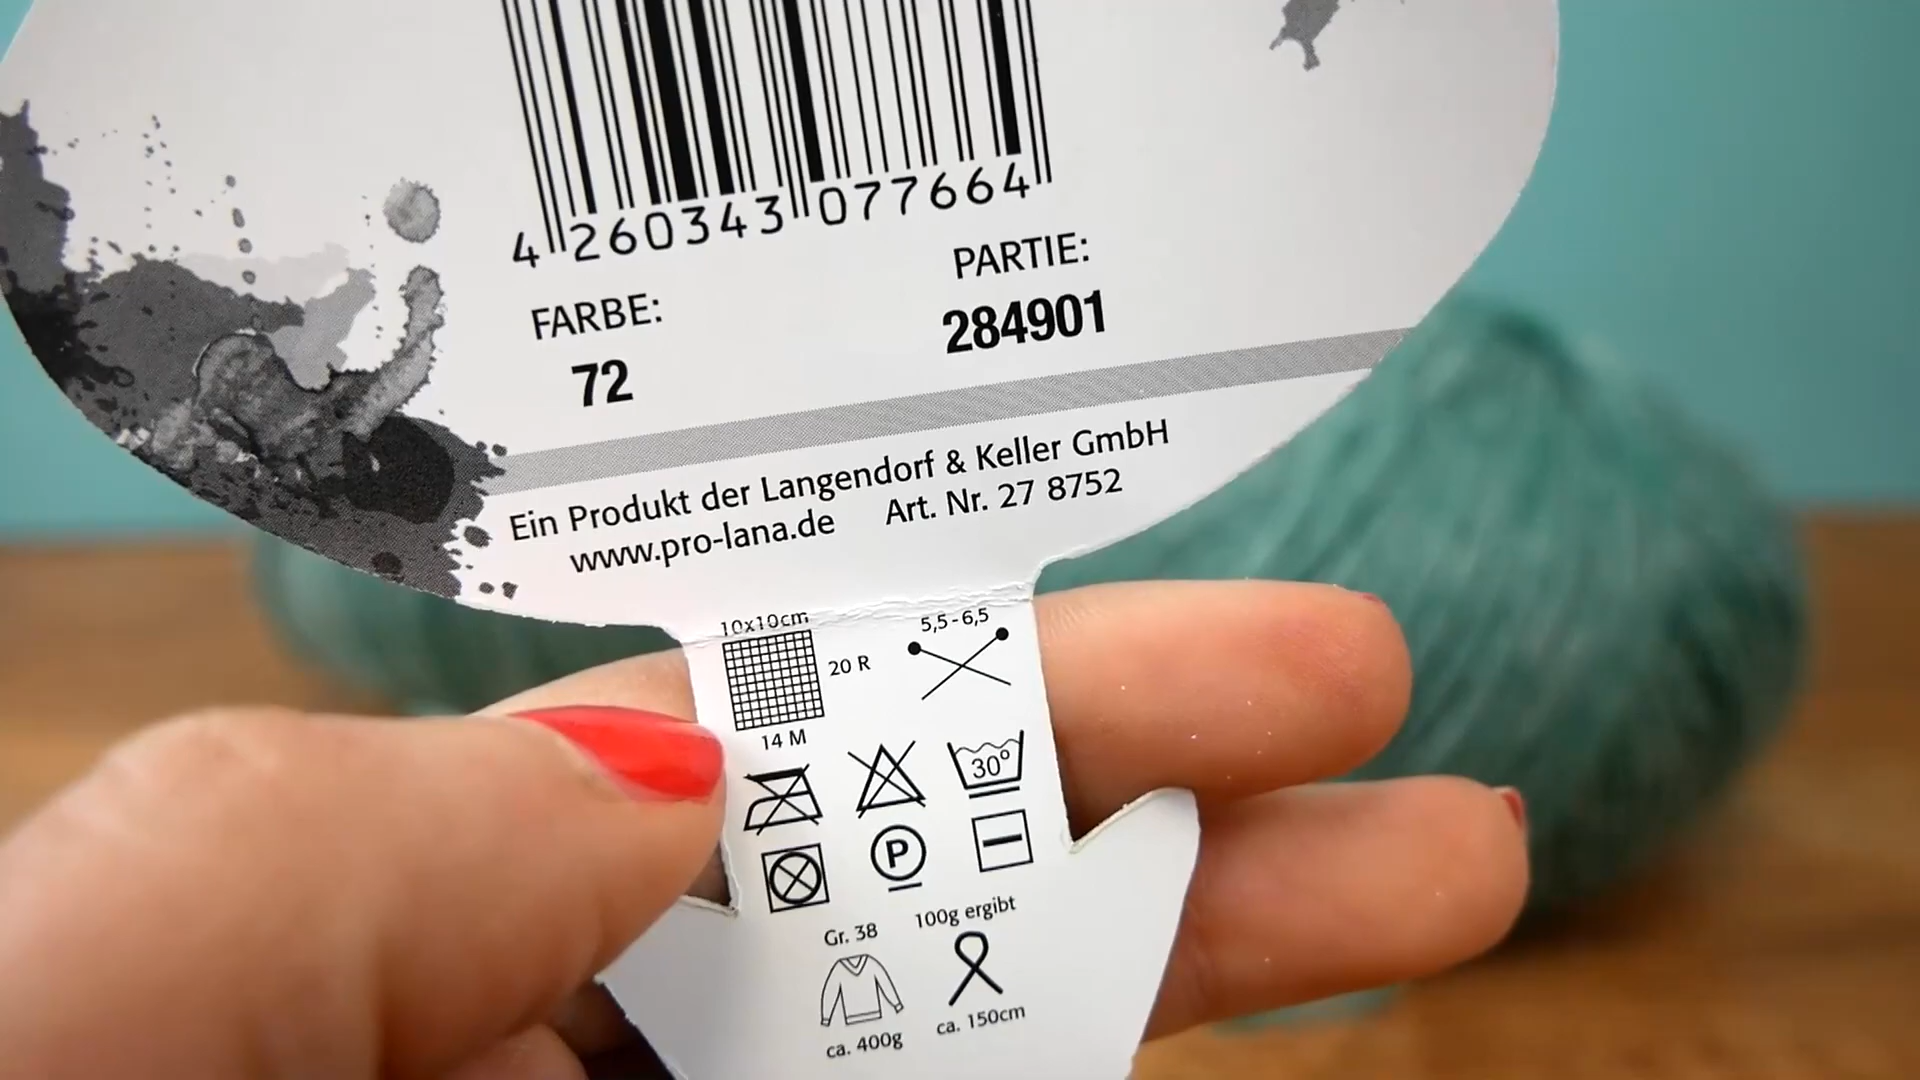 4 260343 077664
FARBE: PARTIE:
72 284901
Ein Produkt der Langendorf & Keller GmbH
www.pro-lana.de Art. Nr. 27 8752
10x10cm 5,5-6,5
20 R
14 M
30°
P
Gr. 38 100g ergibt
ca. 400g ca. 150cm